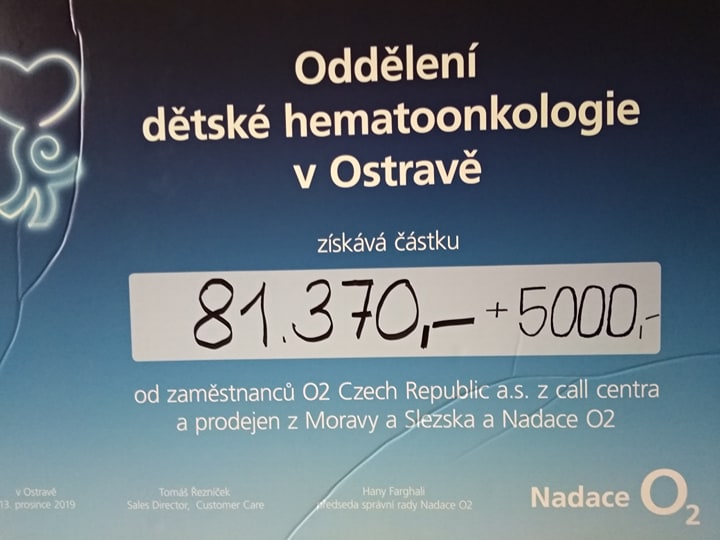 Oddělení
dětské hematoonkologie
v Ostravě
získává částku
81.370,- + 5000,-
od zaměstnanců O2 Czech Republic a.s. z call centra
a prodejen z Moravy a Slezska a Nadace O2
v Ostravě
13. prosince 2019
Tomáš Řezníček
Sales Director, Customer Care
Hany Farghali
předseda správní rady Nadace O2
Nadace O2